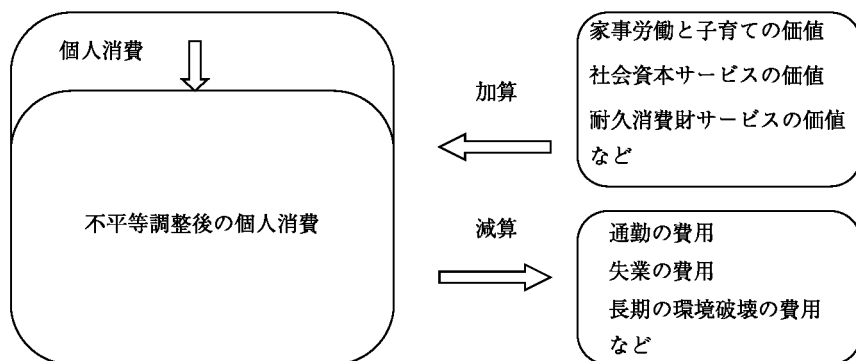 個人消費
不平等調整後の個人消費
加算
家事労働と子育ての価値
社会資本サービスの価値
耐久消費財サービスの価値
など
減算
通勤の費用
失業の費用
長期の環境破壊の費用
など